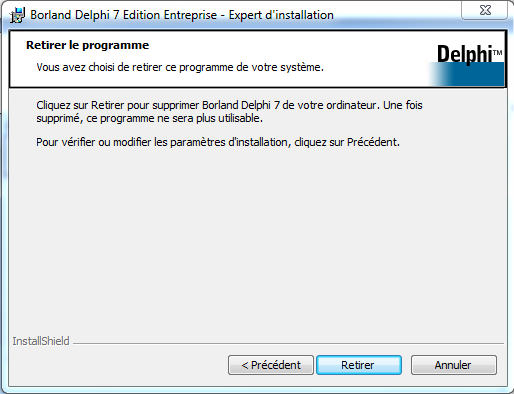 Borland Delphi 7 Edition Entreprise - Expert d'installation
Retirer le programme
Vous avez choisi de retirer ce programme de votre système.
Delphi™
Cliquez sur Retirer pour supprimer Borland Delphi 7 de votre ordinateur. Une fois
supprimé, ce programme ne sera plus utilisable.
Pour vérifier ou modifier les paramètres d'installation, cliquez sur Précédent.
InstallShield
< Précédent
Retirer
Annuler